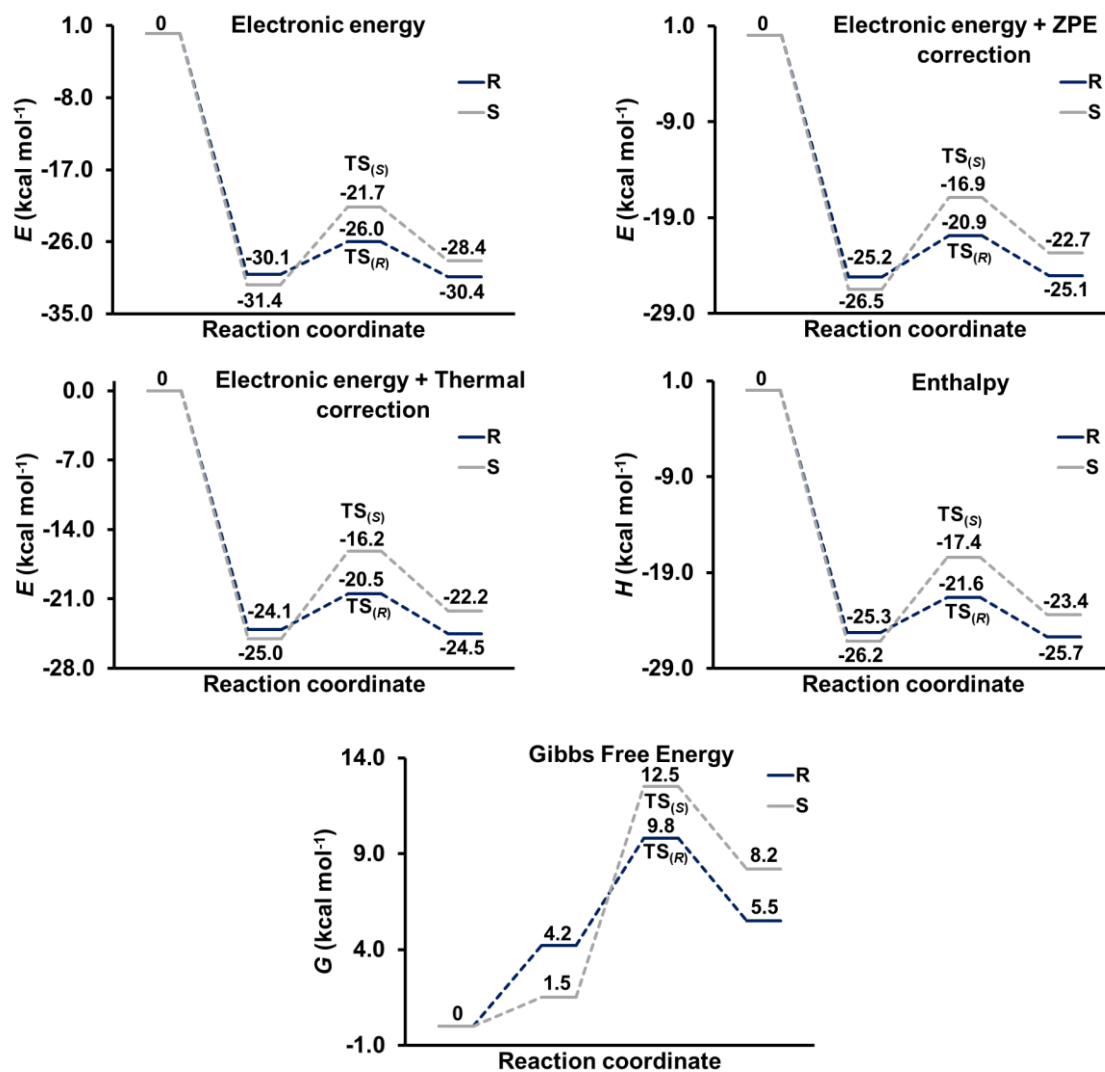 Electronic energy
E (kcal mol-1)
1.0
-8.0
-17.0
-26.0
-35.0
0
R
S
TS(S)
-21.7
-26.0
TS(R)
-30.1
-31.4
-28.4
-30.4
Reaction coordinate
Electronic energy + ZPE
correction
E (kcal mol-1)
1.0
-9.0
-19.0
-29.0
0
R
S
TS(S)
-16.9
-20.9
TS(R)
-25.2
-26.5
-22.7
-25.1
Reaction coordinate
Electronic energy + Thermal
correction
E (kcal mol-1)
0.0
-7.0
-14.0
-21.0
-28.0
0
R
S
TS(S)
-16.2
-20.5
TS(R)
-24.1
-25.0
-22.2
-24.5
Reaction coordinate
Enthalpy
H (kcal mol-1)
1.0
-9.0
-19.0
-29.0
0
R
S
TS(S)
-17.4
-21.6
TS(R)
-25.3
-26.2
-23.4
-25.7
Reaction coordinate
Gibbs Free Energy
G (kcal mol-1)
14.0
9.0
4.0
-1.0
0
R
S
12.5
TS(S)
9.8
TS(R)
8.2
5.5
4.2
1.5
Reaction coordinate